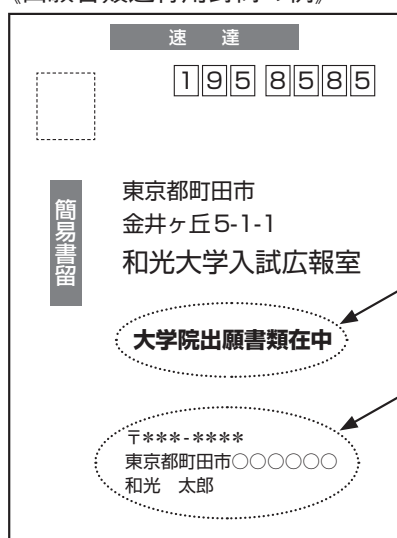 《出願書類送付用封筒の例》
速 達
195 8585
簡易書留
東京都町田市
金井ヶ丘5-1-1
和光大学入試広報室
大学院出願書類在中
〒***-****
東京都町田市○○○○○○
和光 太郎